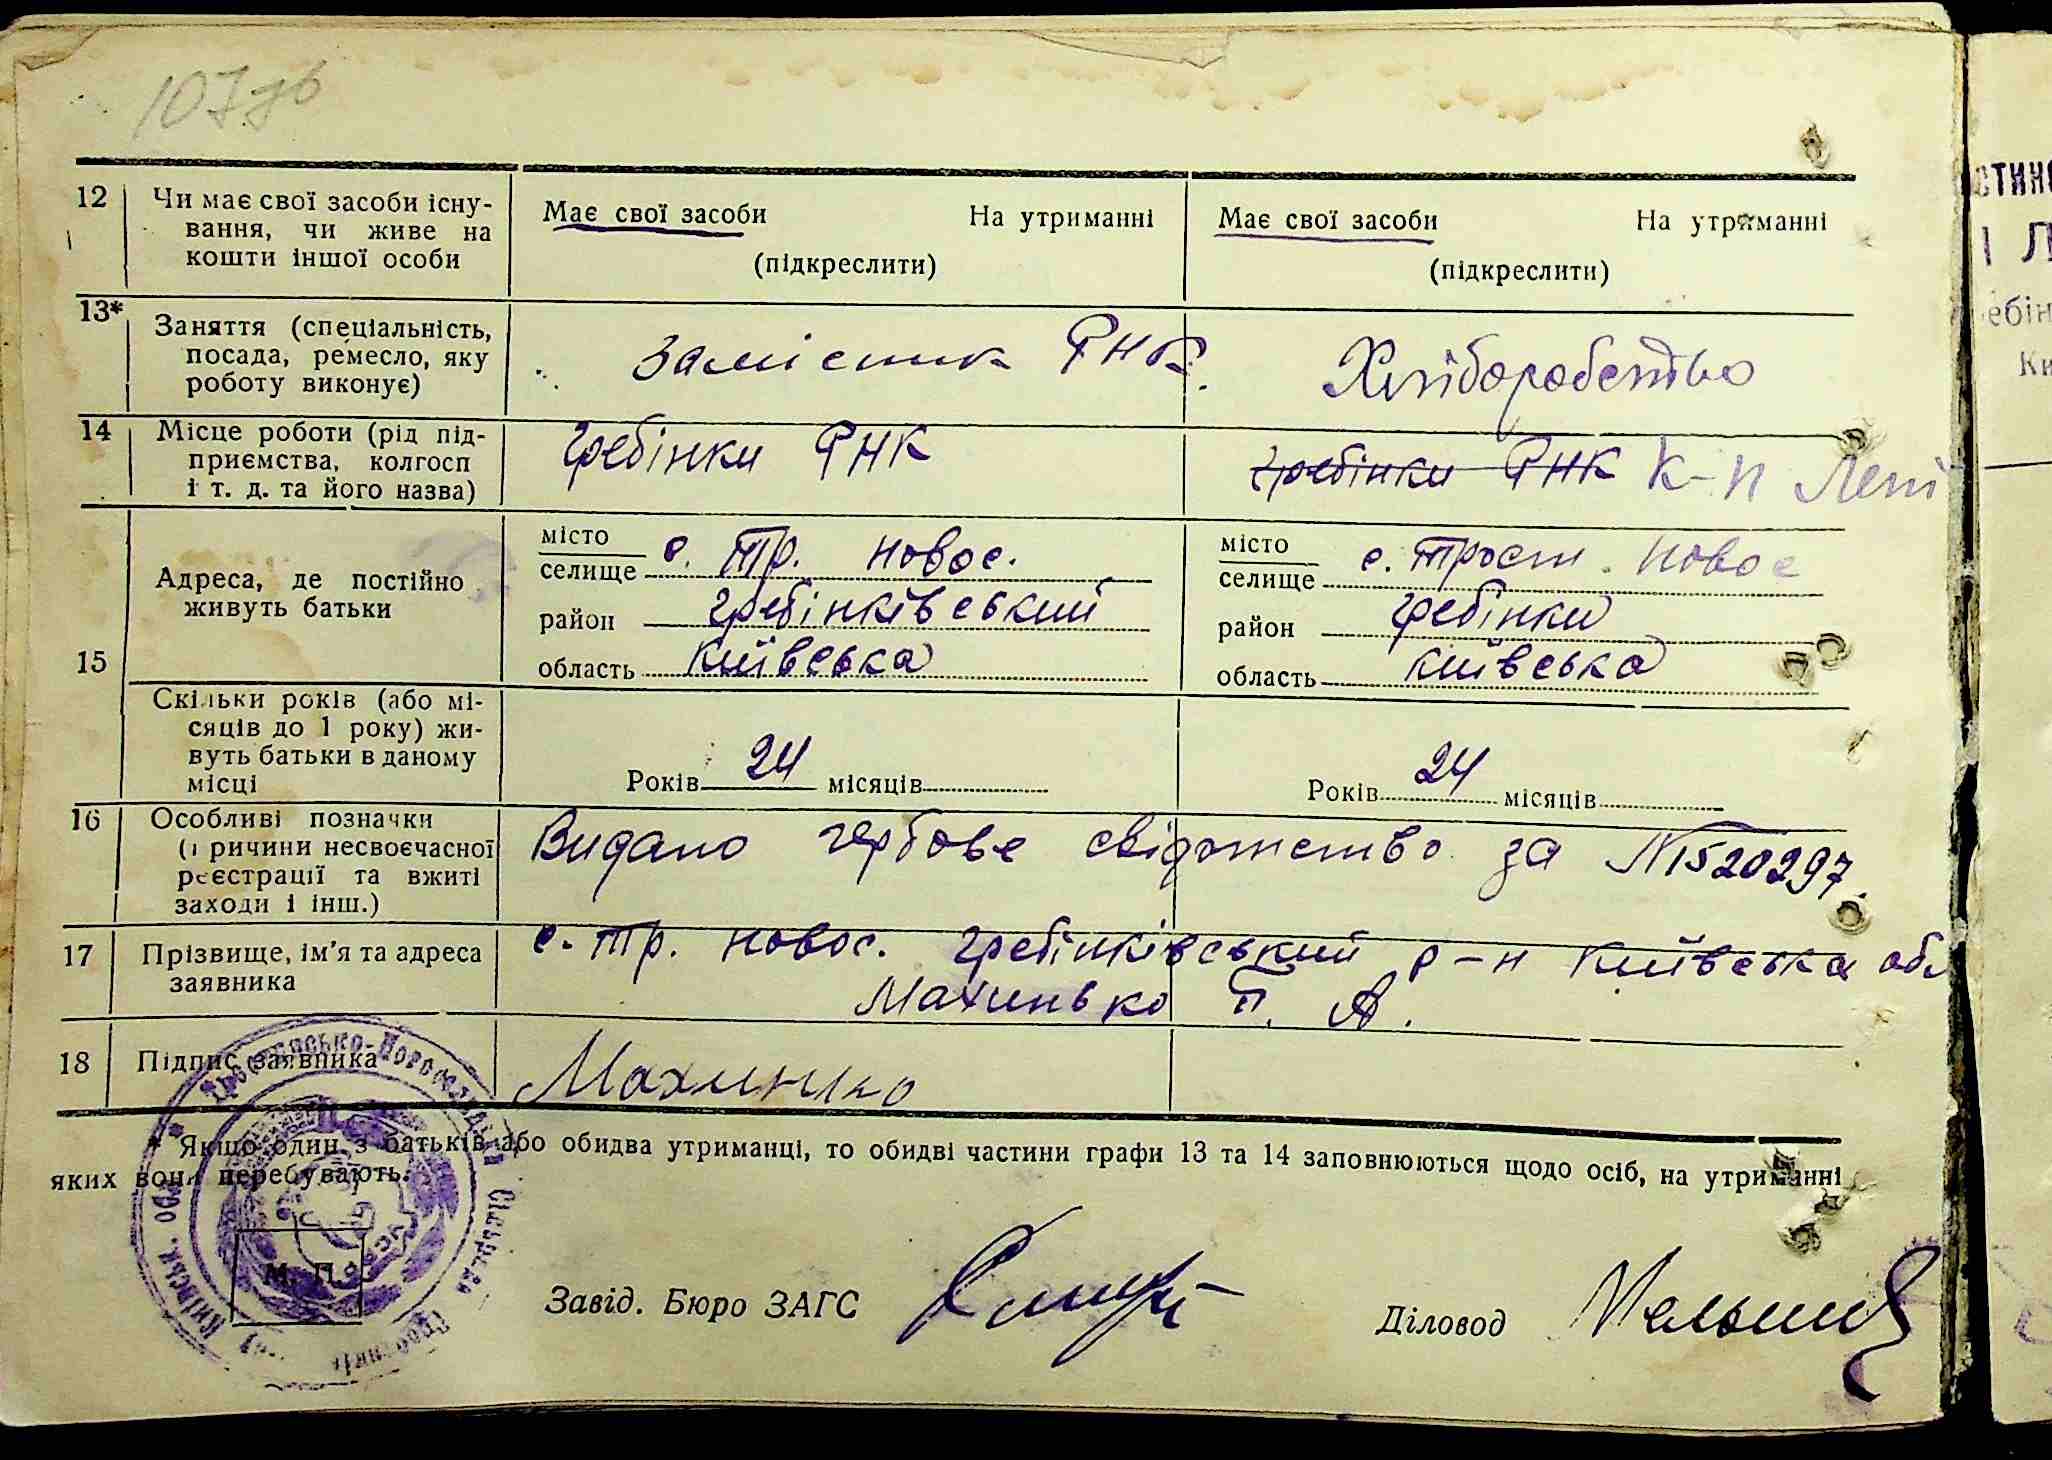 107зв
12 Чи має свої засоби існу-
вання, чи живе на
кошти іншої особи
Має свої засоби На утриманні
(підкреслити)
Має свої засоби На утриманні
(підкреслити)
13* Заняття (спеціальність,
посада, ремесло, яку
роботу виконує)
Замісник РНК.
Хліборобство
14 Місце роботи (рід під-
приємства, колгосп
і т. д. та його назва)
Гребінки РНК
Гребінки РНК к-п
15 Адреса, де постійно
живуть батьки
місто
селище с. Тр. Новос.
район Гребінківський
область Київська
місто
селище с. Трост. Новос
район Гребінки
область Київська
Скільки років (або мі-
сяців до 1 року) жи-
вуть батьки в даному
місці
Років 24 місяців
Років 24 місяців
16 Особливі позначки
(причини несвоєчасної
реєстрації та вжиті
заходи і інш.)
Видано гербове свідотство за №1520297.
17 Прізвище, ім'я та адреса
заявника
с. Тр. Новос. Гребінківський р-н Київська обл
Махинько П. А.
18 Підпис заявника
Махинько
* Якщо один з батьків або обидва утриманці, то обидві частини графи 13 та 14 заповнюються щодо осіб, на утриманні
яких вони перебувають.
М. П.
Завід. Бюро ЗАГС
Діловод